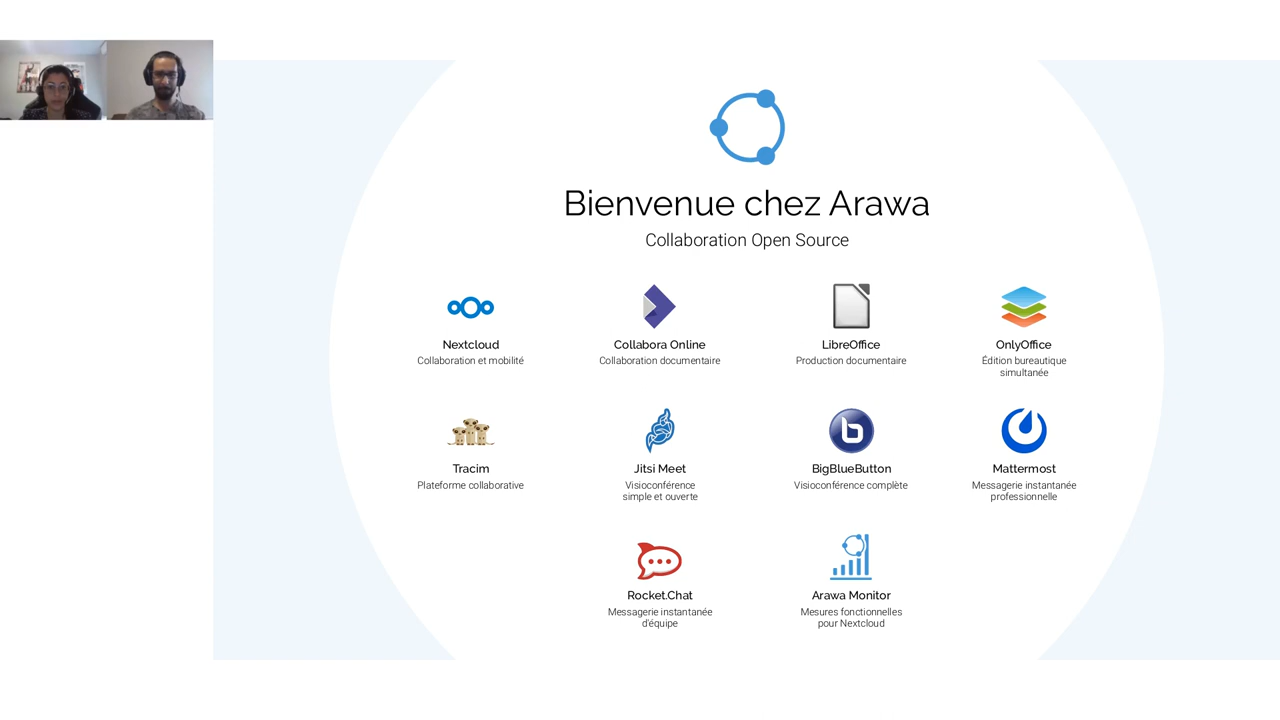 Bienvenue chez Arawa
Collaboration Open Source
Nextcloud
Collaboration et mobilité
Collabora Online
Collaboration documentaire
LibreOffice
Production documentaire
OnlyOffice
Édition bureautique
simultanée
Tracim
Plateforme collaborative
Jitsi Meet
Visioconférence
simple et ouverte
BigBlueButton
Visioconférence complète
Mattermost
Messagerie instantanée
professionnelle
Rocket.Chat
Messagerie instantanée
d'équipe
Arawa Monitor
Mesures fonctionnelles
pour Nextcloud